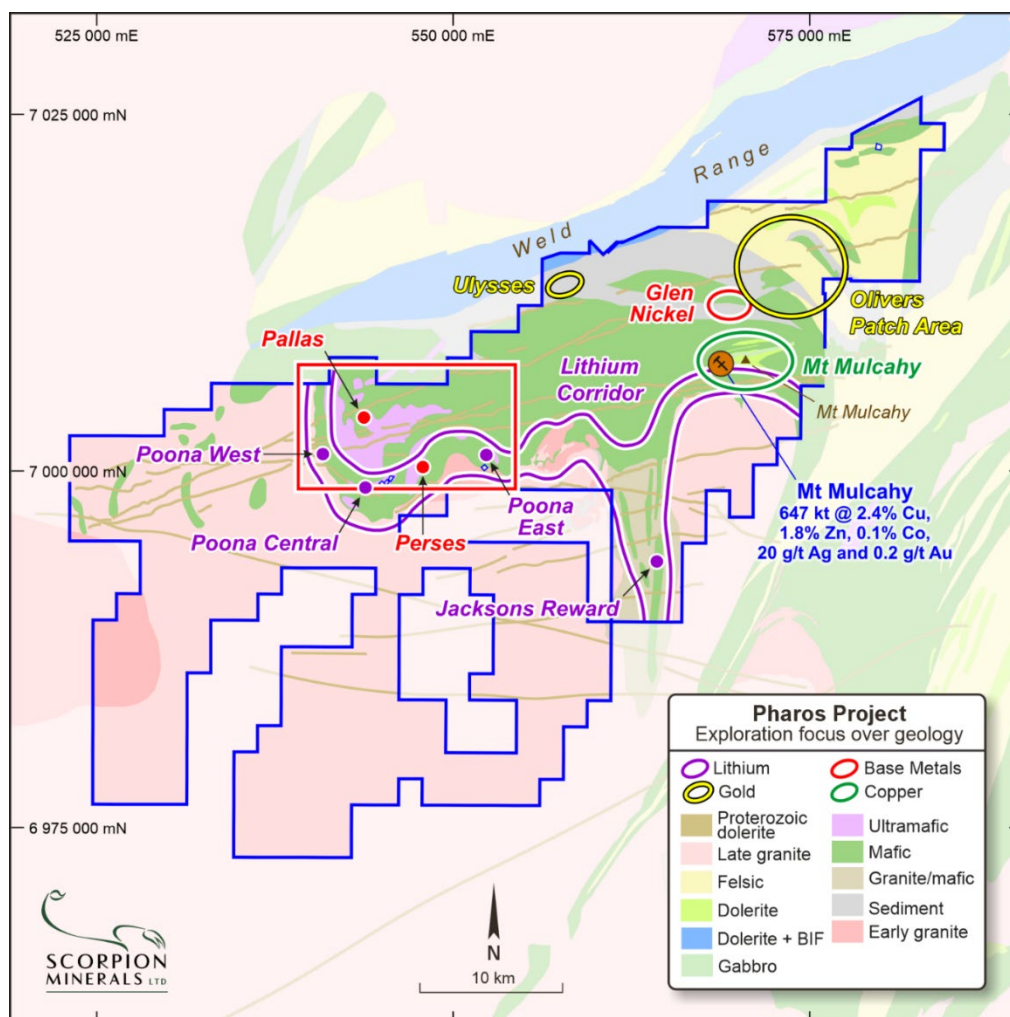 525 000 mE
550 000 mE
575 000 mE
7 025 000 mN
Weld Range
Ulysses
Glen
Nickel
Olivers
Patch Area
Pallas
Lithium
Corridor
Mt Mulcahy
Mt Mulcahy
Poona West
7 000 000 mN
Mt Mulcahy
647 kt @ 2.4% Cu,
1.8% Zn, 0.1% Co,
20 g/t Ag and 0.2 g/t Au
Poona
East
Poona Central
Perses
Jacksons Reward
6 975 000 mN
Pharos Project
Exploration focus over geology
Lithium
Base Metals
Gold
Copper
Proterozoic
dolerite
Ultramafic
Late granite
Mafic
Felsic
Granite/mafic
Dolerite
Sediment
Dolerite + BIF
Early granite
Gabbro
N
10 km
SCORPION
MINERALS LTD